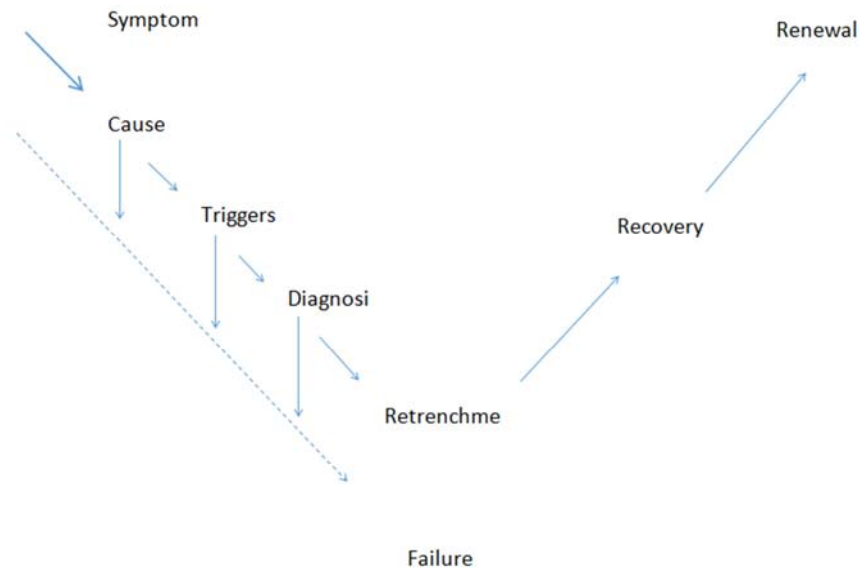 Symptom
Renewal
Cause
Triggers
Recovery
Diagnosi
Retrenchme
Failure